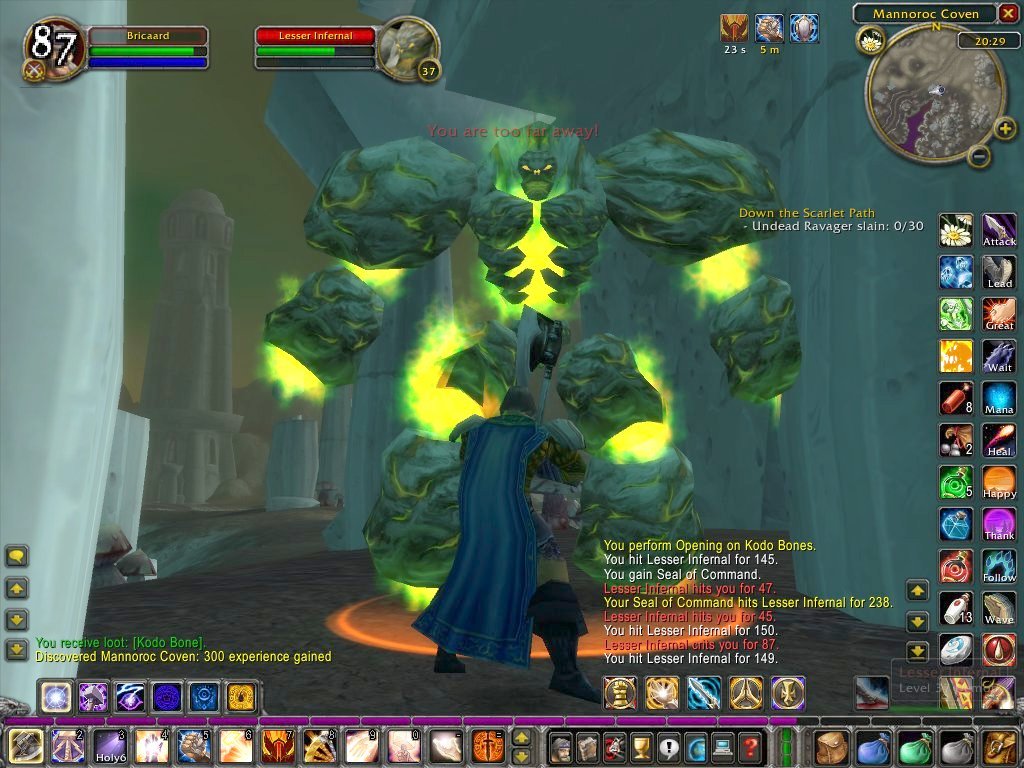 87
Bricaard
Lesser Infernal
37
23 s
5 m
Mannoroc Coven
N
20:29
You are too far away!
Down the Scarlet Path
- Undead Ravager slain: 0/30
Attack
Lead
Great
Wait
8
Mana
2
Heal
5
Happy
Thank
Follow
13
Wave
You perform Opening on Kodo Bones.
You hit Lesser Infernal for 145.
You gain Seal of Command.
Lesser Infernal hits you for 47.
Your Seal of Command hits Lesser Infernal for 238.
Lesser Infernal hits you for 45.
You hit Lesser Infernal for 150.
Lesser Infernal crits you for 87.
You hit Lesser Infernal for 149.
You receive loot: [Kodo Bone].
Discovered Mannoroc Coven: 300 experience gained
Lesser Infernal
Level 37
2
3
Holy6
4
5
6
7
8
9
0
-
=